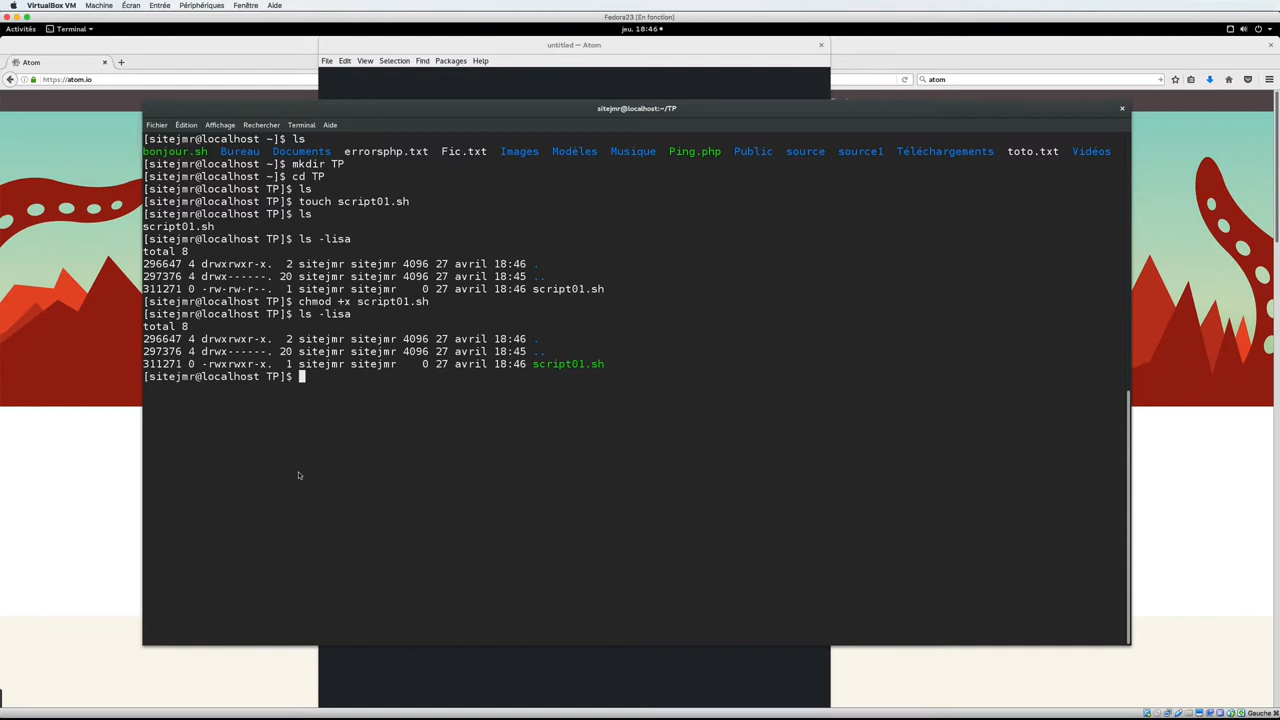 VirtualBox VM Machine Écran Entrée Périphériques Fenêtre Aide
Fedora23 [En fonction]
Activités Terminal jeu. 18:46
untitled — Atom
Atom
File Edit View Selection Find Packages Help
https://atom.io atom
sitejmr@localhost:~/TP
Fichier Édition Affichage Rechercher Terminal Aide
[sitejmr@localhost ~]$ ls
bonjour.sh Bureau Documents errorsphp.txt Fic.txt Images Modèles Musique Ping.php Public source source1 Téléchargements toto.txt Vidéos
[sitejmr@localhost ~]$ mkdir TP
[sitejmr@localhost ~]$ cd TP
[sitejmr@localhost TP]$ ls
[sitejmr@localhost TP]$ touch script01.sh
[sitejmr@localhost TP]$ ls
script01.sh
[sitejmr@localhost TP]$ ls -lisa
total 8
296647 4 drwxrwxr-x. 2 sitejmr sitejmr 4096 27 avril 18:46 .
297376 4 drwx------. 20 sitejmr sitejmr 4096 27 avril 18:45 ..
311271 0 -rw-rw-r--. 1 sitejmr sitejmr 0 27 avril 18:46 script01.sh
[sitejmr@localhost TP]$ chmod +x script01.sh
[sitejmr@localhost TP]$ ls -lisa
total 8
296647 4 drwxrwxr-x. 2 sitejmr sitejmr 4096 27 avril 18:46 .
297376 4 drwx------. 20 sitejmr sitejmr 4096 27 avril 18:45 ..
311271 0 -rwxrwxr-x. 1 sitejmr sitejmr 0 27 avril 18:46 script01.sh
[sitejmr@localhost TP]$
Gauche ⌘